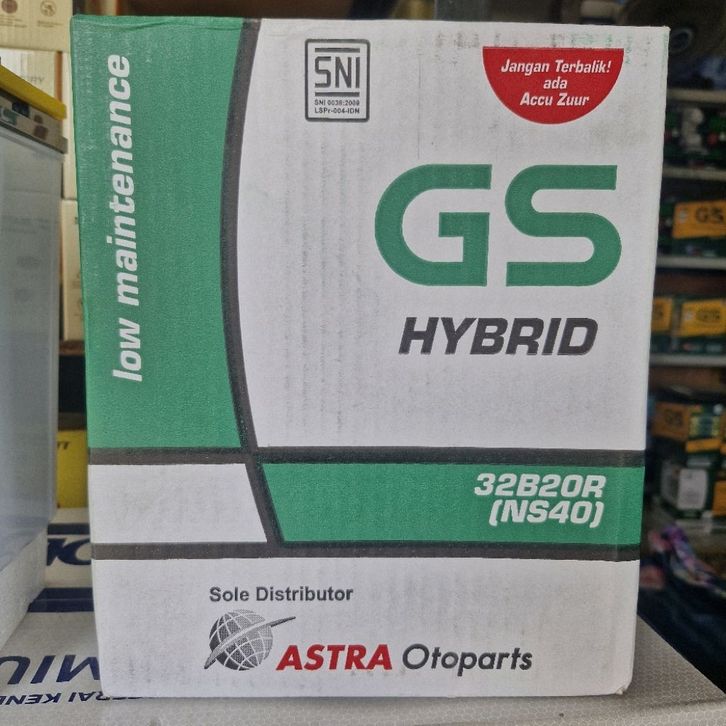 low maintenance
SNI
SNI 0038:2009
LSPr-004-IDN
Jangan Terbalik!
ada
Accu Zuur
GS
HYBRID
32B20R
(NS40)
Sole Distributor
ASTRA Otoparts
GS